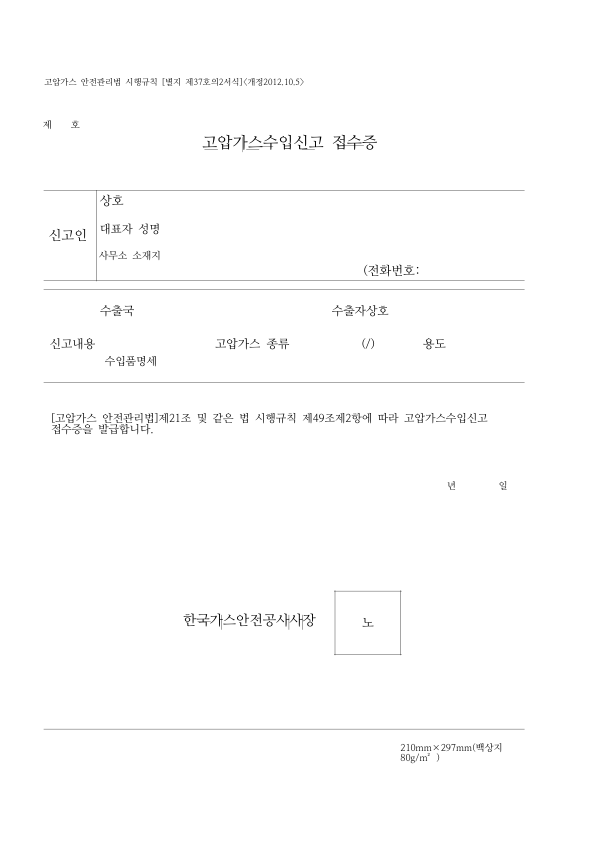 고압가스 안전관리법 시행규칙 [별지 제37호의2서식]<개정2012.10.5>
제 호
고압가스수입신고 접수증
상호
신고인
대표자 성명
사무소 소재지
(전화번호:
수출국 수출자상호
신고내용 고압가스 종류 (/) 용도
수입품명세
[고압가스 안전관리법]제21조 및 같은 법 시행규칙 제49조제2항에 따라 고압가스수입신고
접수증을 발급합니다.
년 일
한국가스안전공사사장 노
210mm×297mm(백상지
80g/m² )